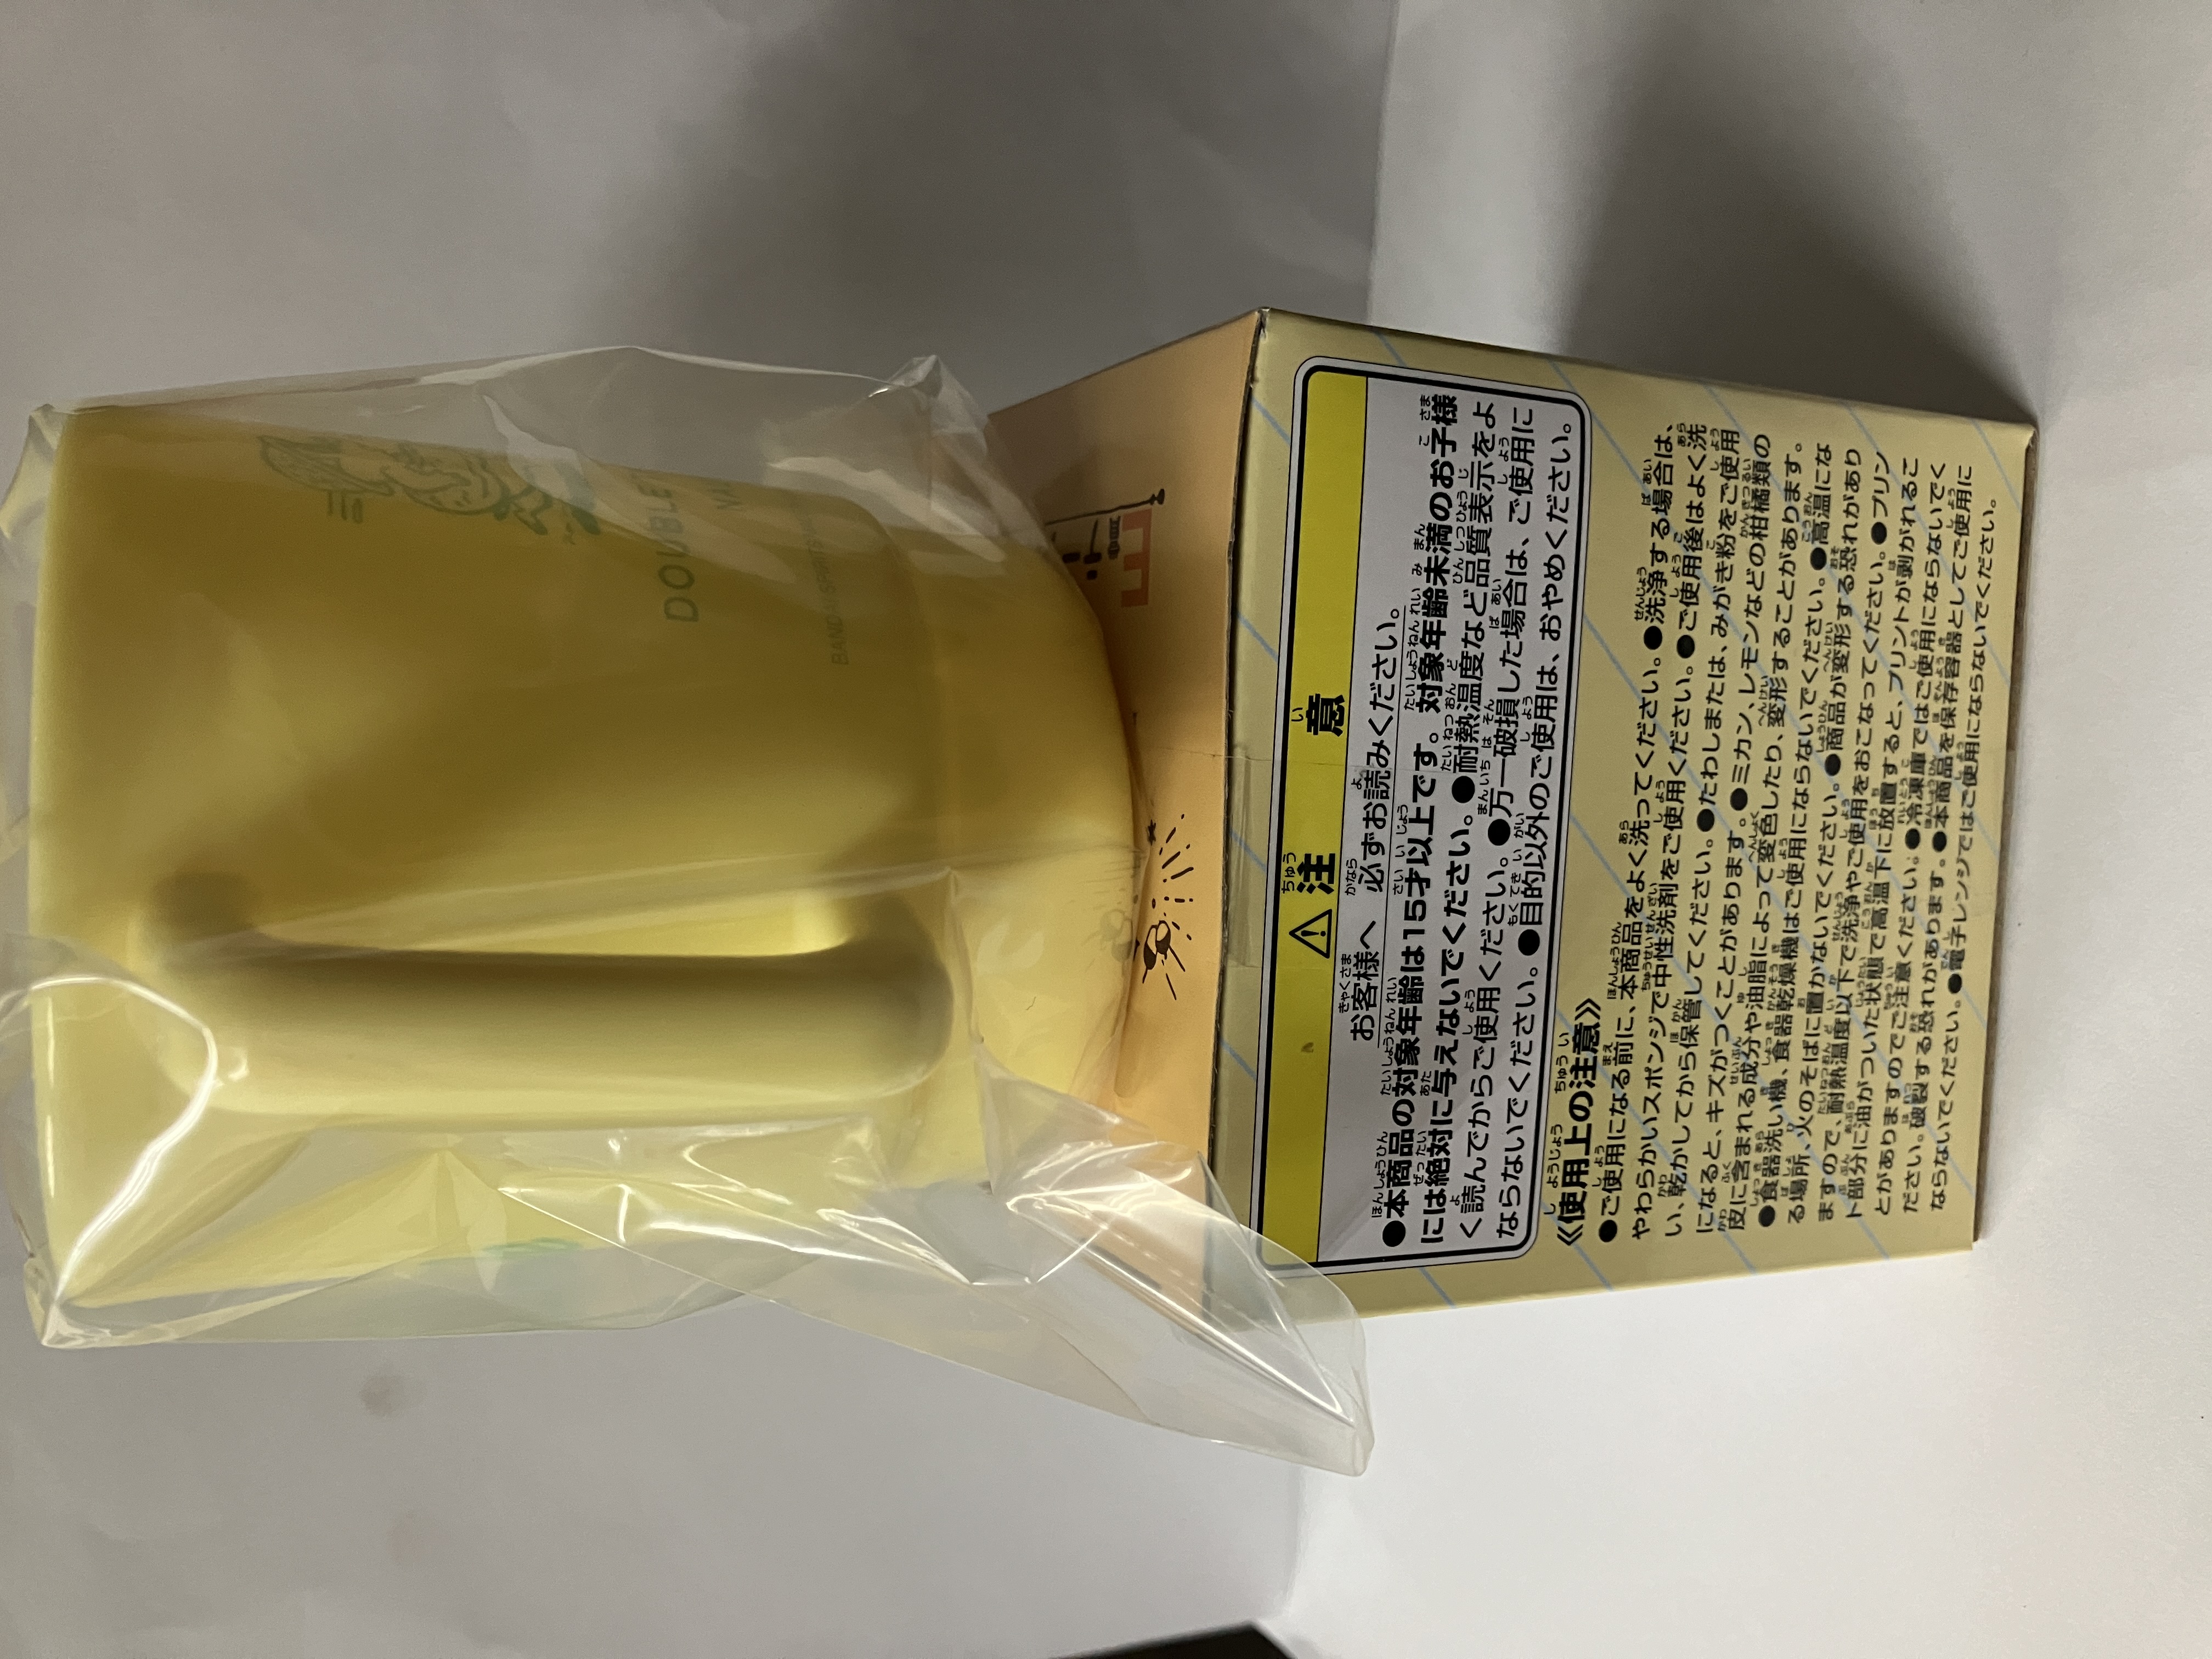 DOUBLE
BANDAI SPIRITS
⚠注意
お客様へ 必ずお読みください。
●本商品の対象年齢は15才以上です。対象年齢未満のお子様
には絶対に与えないでください。●耐熱温度など品質表示をよ
く読んでからご使用ください。●万一破損した場合は、ご使用に
ならないでください。●目的以外のご使用は、おやめください。
《使用上の注意》
●ご使用になる前に、本商品をよく洗ってください。●洗浄する場合は、
やわらかいスポンジで中性洗剤をご使用ください。●ご使用後はよく洗
い、乾かしてから保管してください。●たわしまたは、みがき粉をご使用
になると、キズがつくことがあります。●ミカン、レモンなどの柑橘類の
皮に含まれる成分や油脂によって変色したり、変形することがあります。
●食器洗い機、食器乾燥機はご使用にならないでください。●高温にな
る場所、火のそばに置かないでください。●商品が変形する恐れがあり
ますので、耐熱温度以下で洗浄やご使用をおこなってください。●プリン
ト部分に油がついた状態で高温下に放置すると、プリントが剥がれるこ
とがありますのでご注意ください。●冷凍庫ではご使用にならないでく
ださい。破裂する恐れがあります。●本商品を保存容器としてご使用に
ならないでください。●電子レンジではご使用にならないでください。